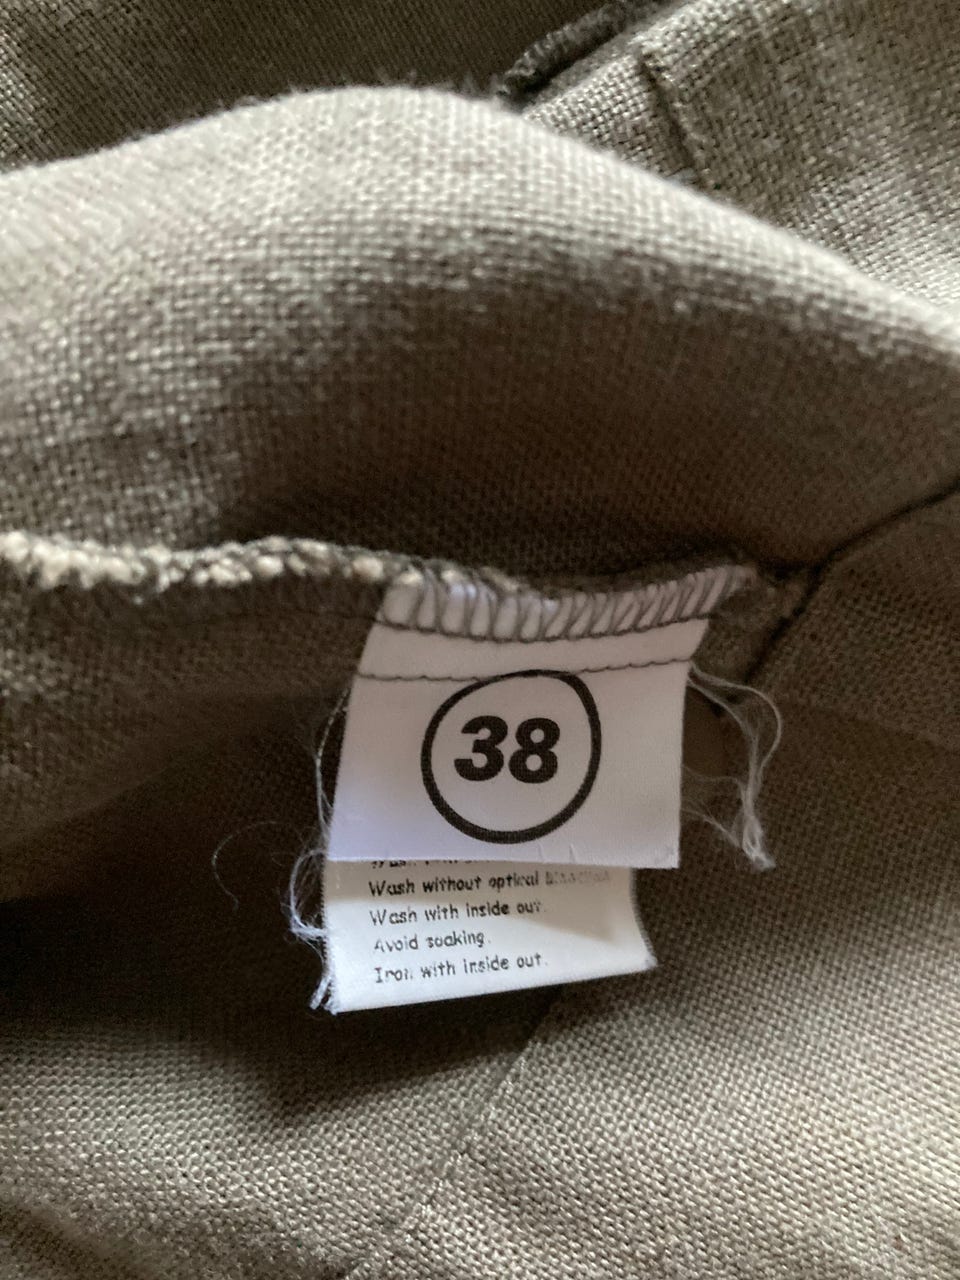 38
Wash without optical
Wash with inside out.
Avoid soaking.
Iron with inside out.